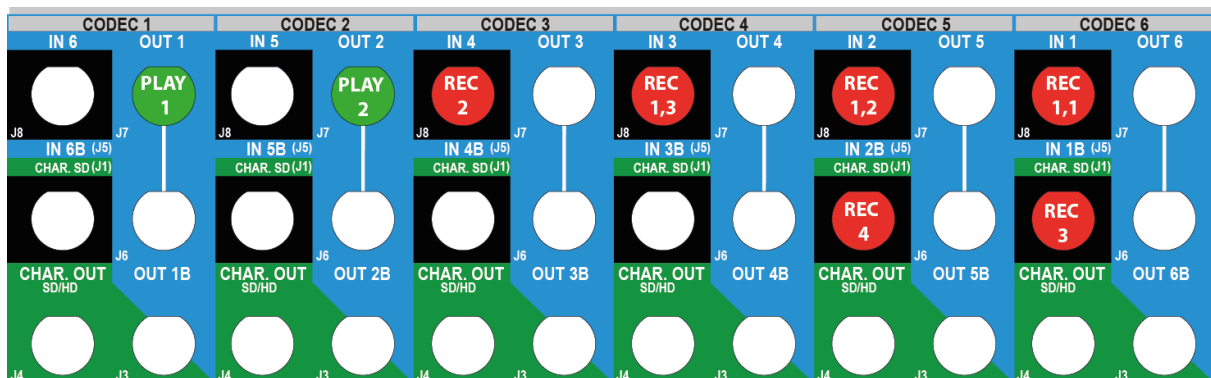 CODEC 1 CODEC 2 CODEC 3 CODEC 4 CODEC 5 CODEC 6
IN 6 OUT 1 IN 5 OUT 2 IN 4 OUT 3 IN 3 OUT 4 IN 2 OUT 5 IN 1 OUT 6
PLAY PLAY REC REC REC REC
1 2 2 1,3 1,2 1,1
J8 J7 J8 J7 J8 J7 J8 J7 J8 J7 J8 J7
IN 6B (J5) IN 5B (J5) IN 4B (J5) IN 3B (J5) IN 2B (J5) IN 1B (J5)
CHAR. SD (J1) CHAR. SD (J1) CHAR. SD (J1) CHAR. SD (J1) CHAR. SD (J1) CHAR. SD (J1)
REC REC
4 3
J6 J6 J6 J6 J6 J6
CHAR. OUT OUT 1B CHAR. OUT OUT 2B CHAR. OUT OUT 3B CHAR. OUT OUT 4B CHAR. OUT OUT 5B CHAR. OUT OUT 6B
SD/HD SD/HD SD/HD SD/HD SD/HD SD/HD
J4 J3 J4 J3 J4 J3 J4 J3 J4 J3 J4 J3